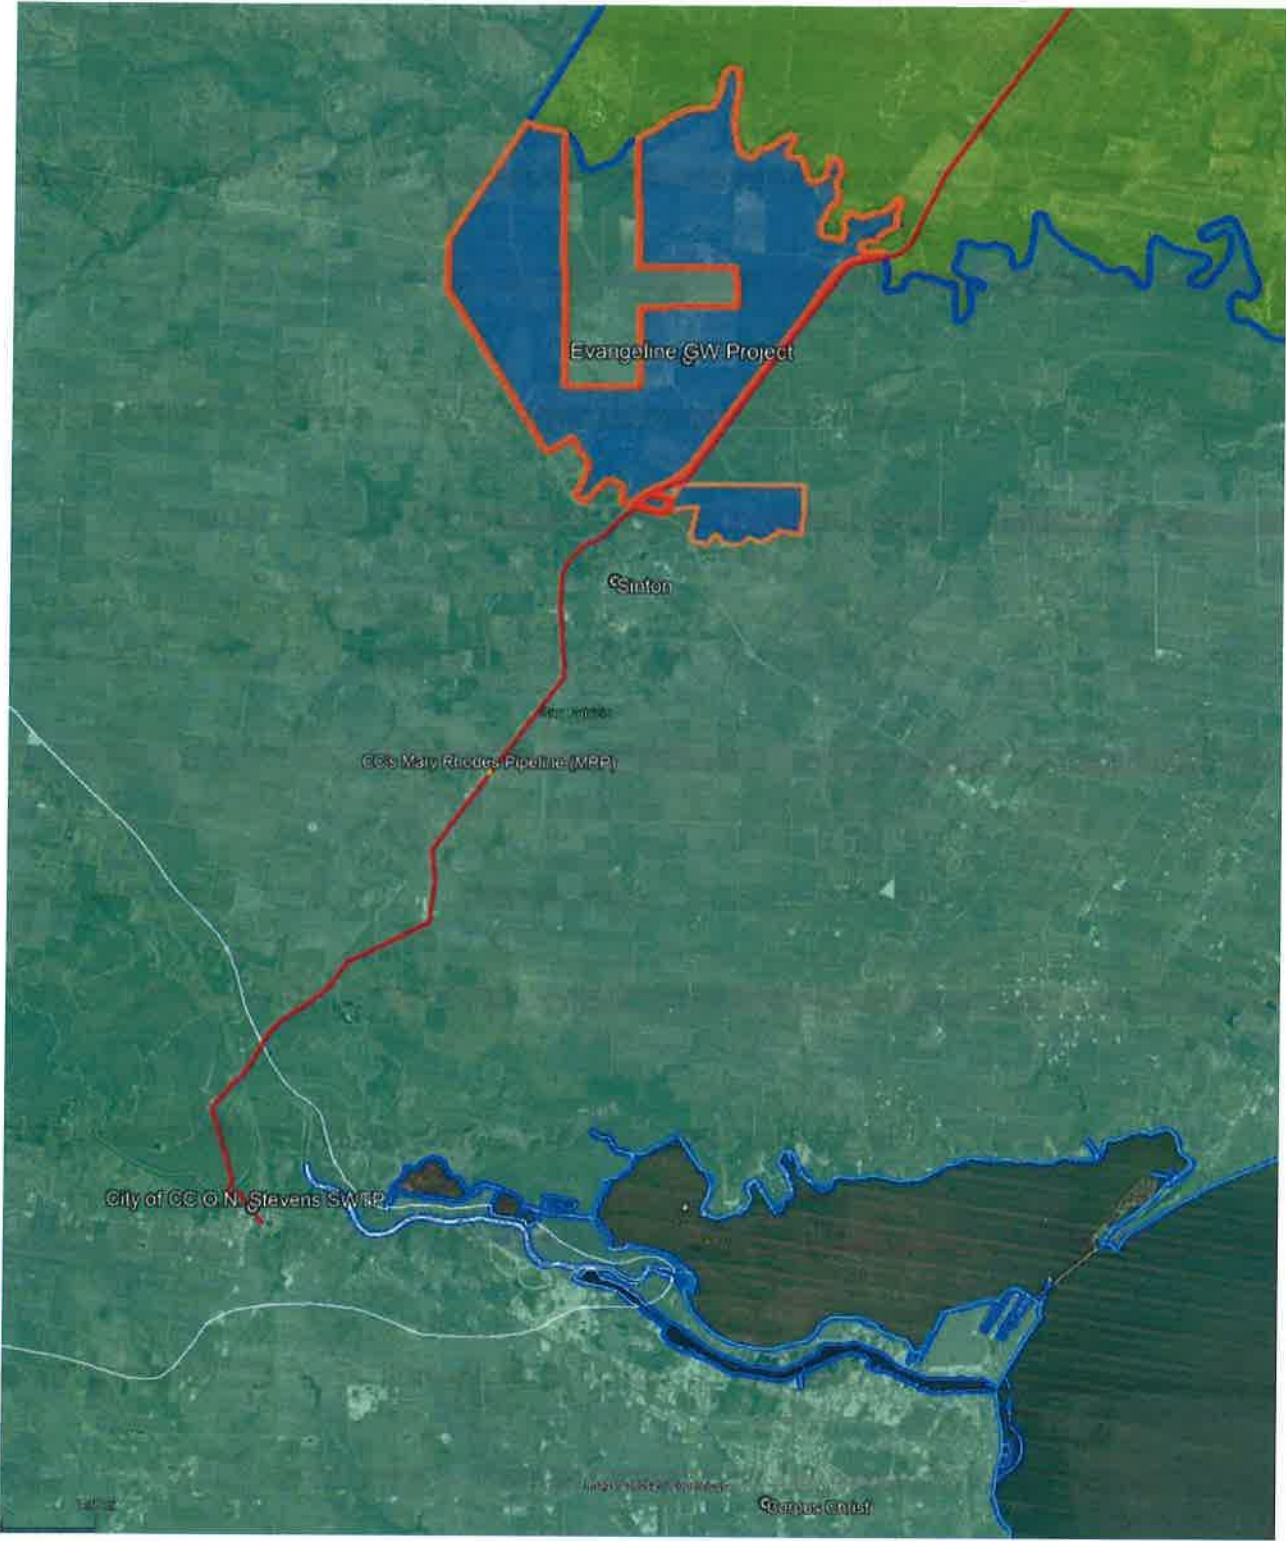 Evangeline GW Project
Sinton
CC's Mary Rhodes Pipeline (MRP)
City of CC O.N. Stevens SWTP
Corpus Christi